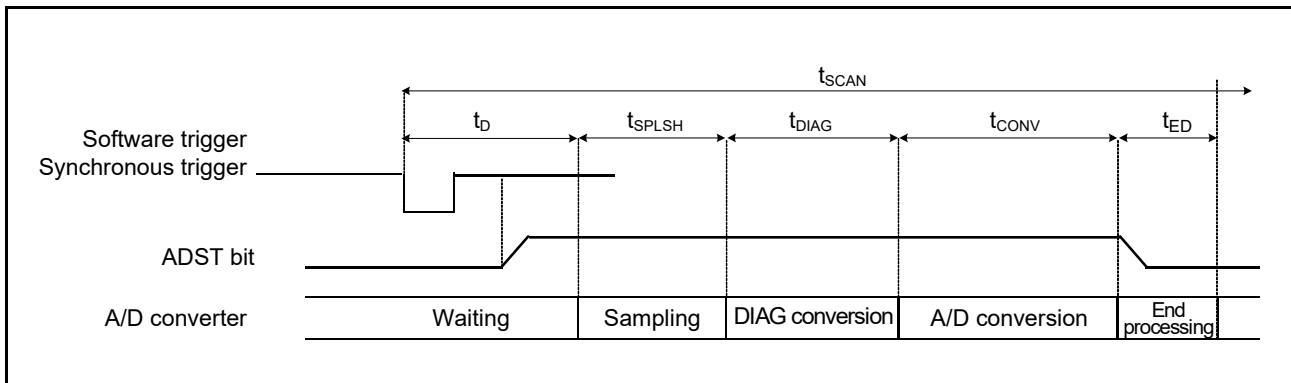 tSCAN
tD tSPLSH tDIAG tCONV tED
Software trigger
Synchronous trigger
ADST bit
A/D converter Waiting Sampling DIAG conversion A/D conversion End processing